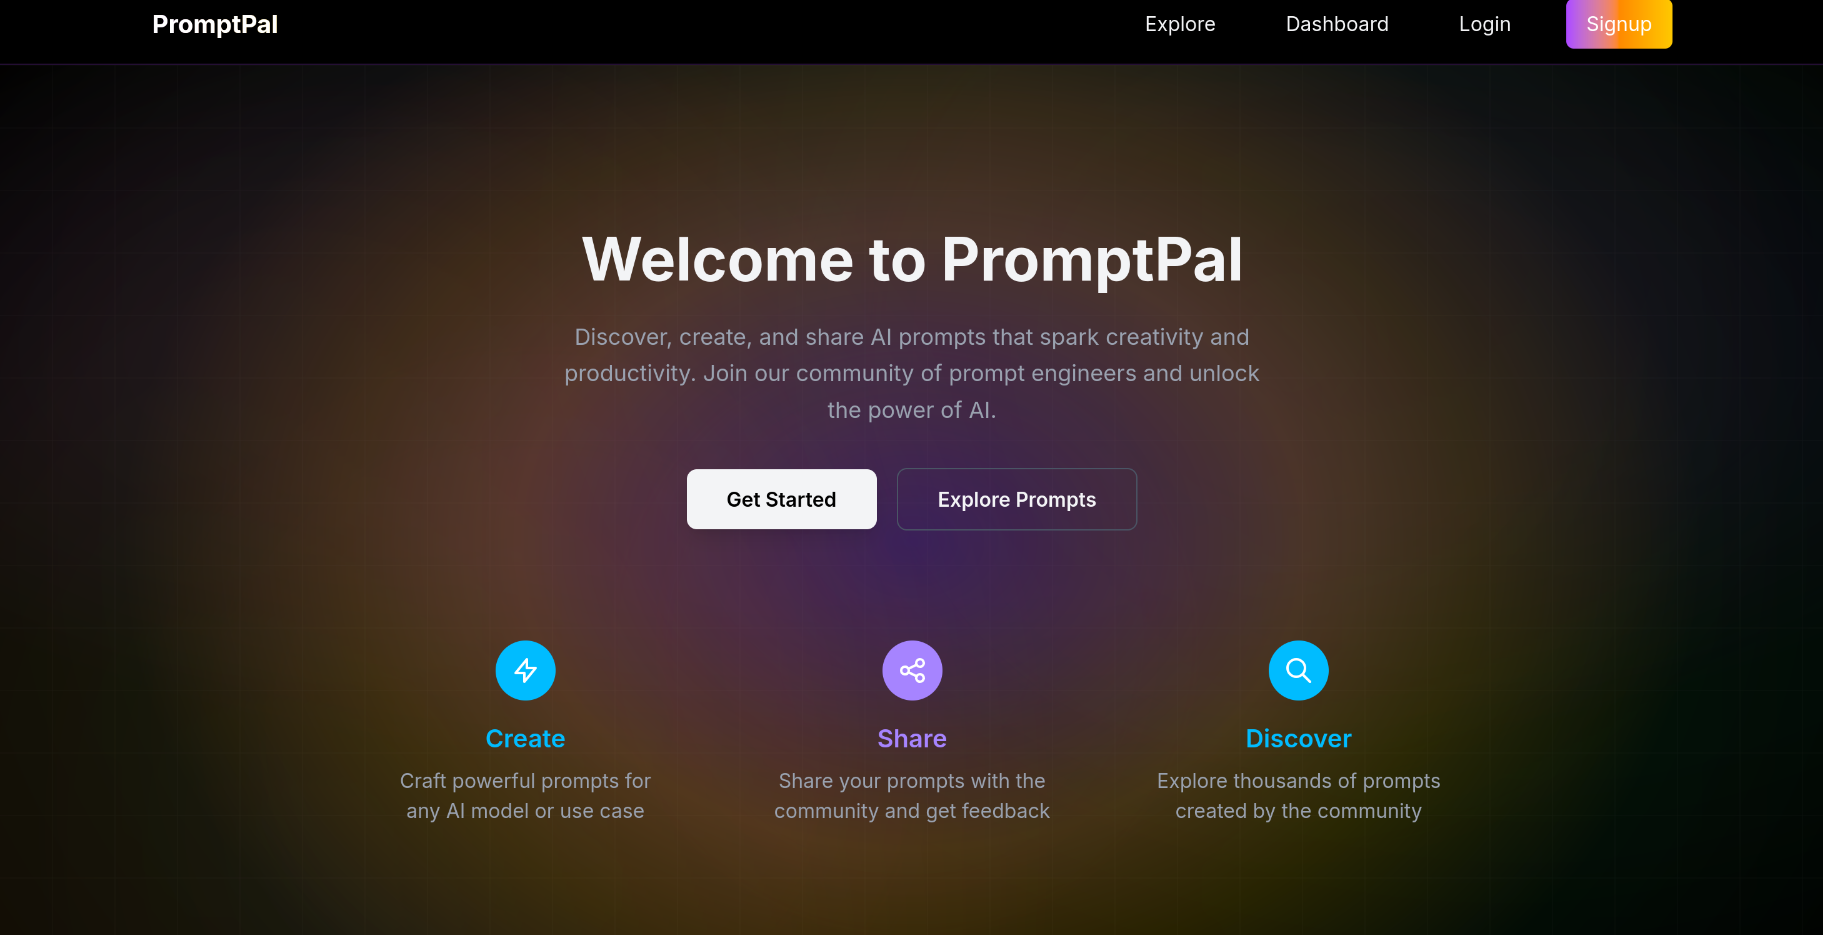 PromptPal
Explore
Dashboard
Login
Signup
Welcome to PromptPal
Discover, create, and share AI prompts that spark creativity and
productivity. Join our community of prompt engineers and unlock
the power of AI.
Get Started
Explore Prompts
Create
Craft powerful prompts for
any AI model or use case
Share
Share your prompts with the
community and get feedback
Discover
Explore thousands of prompts
created by the community